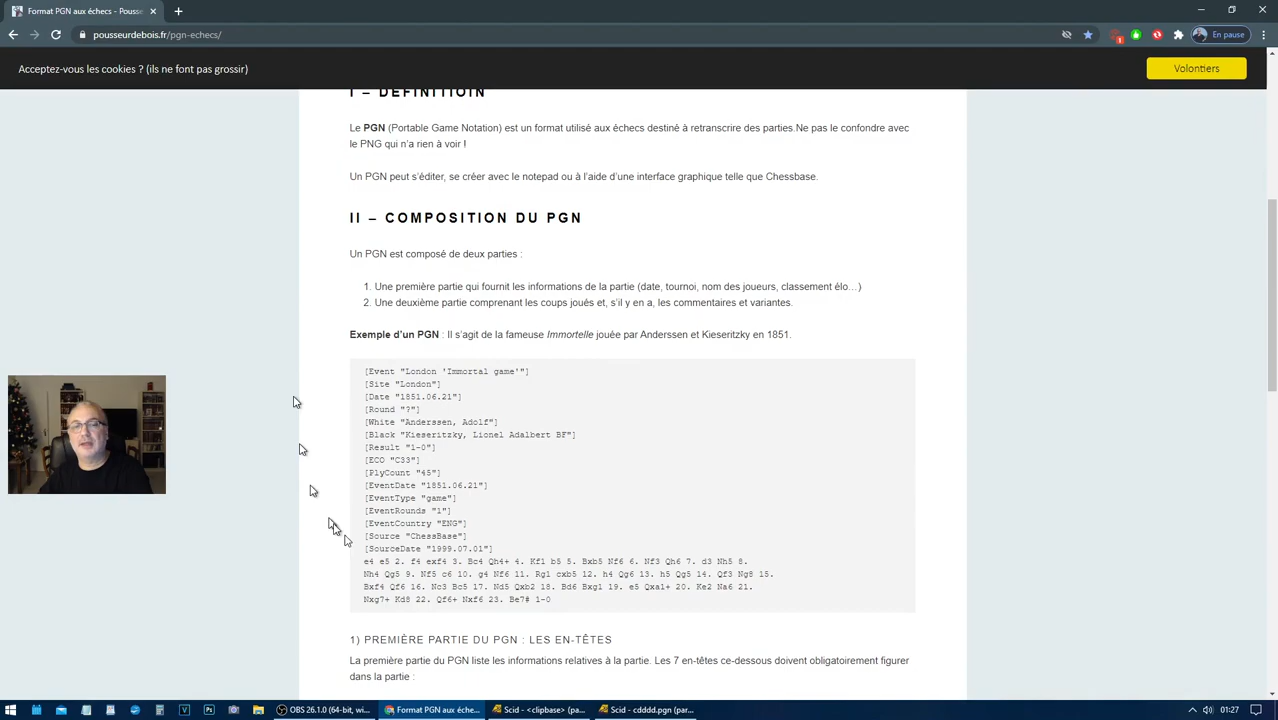 Format PGN aux échecs - Pousse
pousseurdebois.fr/pgn-echecs/
En pause
Acceptez-vous les cookies ? (ils ne font pas grossir)
Volontiers
I – DÉFINITIOIN
Le PGN (Portable Game Notation) est un format utilisé aux échecs destiné à retranscrire des parties.Ne pas le confondre avec
le PNG qui n'a rien à voir !
Un PGN peut s'éditer, se créer avec le notepad ou à l'aide d'une interface graphique telle que Chessbase.
II – COMPOSITION DU PGN
Un PGN est composé de deux parties :
1. Une première partie qui fournit les informations de la partie (date, tournoi, nom des joueurs, classement élo…)
2. Une deuxième partie comprenant les coups joués et, s'il y en a, les commentaires et variantes.
Exemple d'un PGN : Il s'agit de la fameuse Immortelle jouée par Anderssen et Kieseritzky en 1851.
[Event "London 'Immortal game'"]
[Site "London"]
[Date "1851.06.21"]
[Round "?"]
[White "Anderssen, Adolf"]
[Black "Kieseritzky, Lionel Adalbert BF"]
[Result "1-0"]
[ECO "C33"]
[PlyCount "45"]
[EventDate "1851.06.21"]
[EventType "game"]
[EventRounds "1"]
[EventCountry "ENG"]
[Source "ChessBase"]
[SourceDate "1999.07.01"]
e4 e5 2. f4 exf4 3. Bc4 Qh4+ 4. Kf1 b5 5. Bxb5 Nf6 6. Nf3 Qh6 7. d3 Nh5 8.
Nh4 Qg5 9. Nf5 c6 10. g4 Nf6 11. Rg1 cxb5 12. h4 Qg6 13. h5 Qg5 14. Qf3 Ng8 15.
Bxf4 Qf6 16. Nc3 Bc5 17. Nd5 Qxb2 18. Bd6 Bxg1 19. e5 Qxa1+ 20. Ke2 Na6 21.
Nxg7+ Kd8 22. Qf6+ Nxf6 23. Be7# 1-0
1) PREMIÈRE PARTIE DU PGN : LES EN-TÊTES
La première partie du PGN liste les informations relatives à la partie. Les 7 en-têtes ce-dessous doivent obligatoirement figurer
dans la partie :
OBS 26.1.0 (64-bit, wi...
Format PGN aux éche...
Scid - <clipbase> (pa...
Scid - cdddd.pgn (par...
01:27